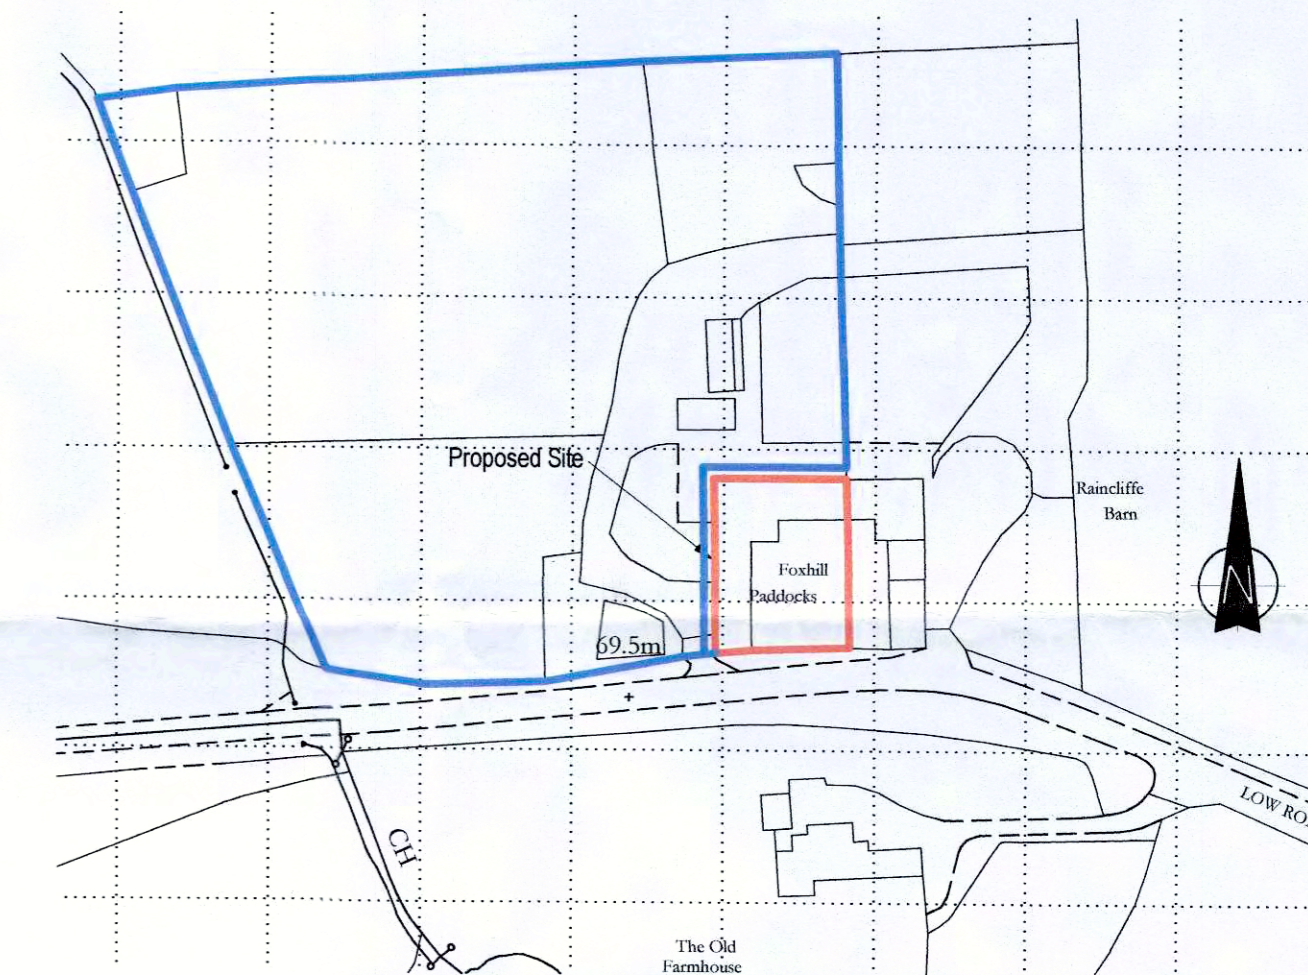 Proposed Site
Raincliffe
Barn
Foxhill
Paddocks
N
69.5m
LOW RO
CH
The Old
Farmhouse